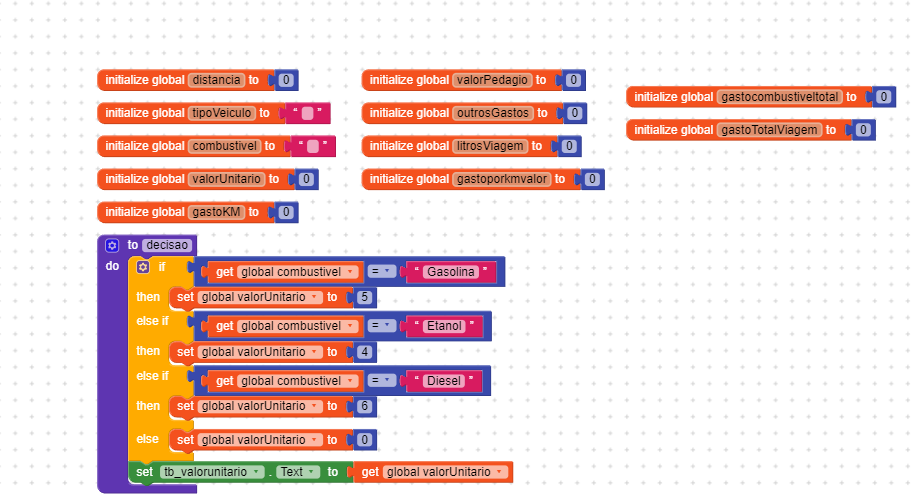 initialize global distancia to 0
initialize global tipoVeiculo to “ ”
initialize global combustivel to “ ”
initialize global valorUnitario to 0
initialize global gastoKM to 0
initialize global valorPedagio to 0
initialize global outrosGastos to 0
initialize global litrosViagem to 0
initialize global gastoporkmvalor to 0
initialize global gastocombustiveltotal to 0
initialize global gastoTotalViagem to 0
to decisao
do if get global combustivel = “ Gasolina ”
then set global valorUnitario to 5
else if get global combustivel = “ Etanol ”
then set global valorUnitario to 4
else if get global combustivel = “ Diesel ”
then set global valorUnitario to 6
else set global valorUnitario to 0
set tb_valorunitario . Text to get global valorUnitario